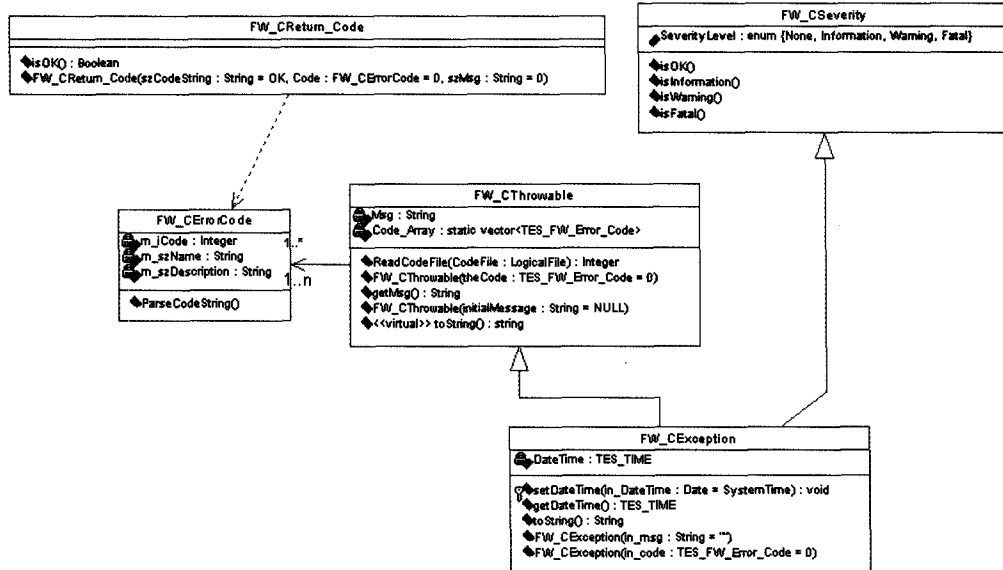 FW_CReturn_Code
isOK() : Boolean
FW_CReturn_Code(szCodeString : String = OK, Code : FW_CErrorCode = 0, szMsg : String = 0)
FW_CSeverity
SeverityLevel : enum {None, Information, Warning, Fatal}
isOK()
isInformation()
isWarning()
isFatal()
FW_CErrorCode
m_iCode : Integer
m_szName : String
m_szDescription : String
ParseCodeString()
1..*
1..n
FW_CThrowable
Msg : String
Code_Array : static vector<TES_FW_Error_Code>
ReadCodeFile(CodeFile : LogicalFile) : Integer
FW_CThrowable(theCode : TES_FW_Error_Code = 0)
getMsg() : String
FW_CThrowable(initialMessage : String = NULL)
<<virtual>> toString() : string
FW_CException
DateTime : TES_TIME
setDateTime(in_DateTime : Date = SystemTime) : void
getDateTime() : TES_TIME
toString() : String
FW_CException(in_msg : String = "")
FW_CException(in_code : TES_FW_Error_Code = 0)